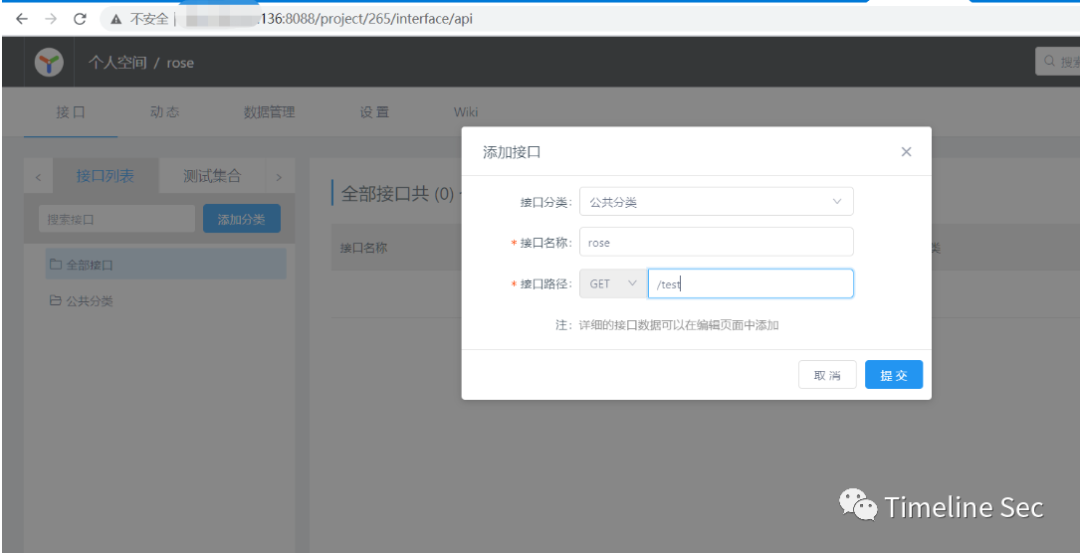 不安全 | .136:8088/project/265/interface/api
个人空间 / rose
搜索
接口 动态 数据管理 设置 Wiki
接口列表 测试集合
搜索接口 添加分类
全部接口
公共分类
全部接口共 (0)
接口名称
类
添加接口
接口分类: 公共分类
* 接口名称: rose
* 接口路径: GET /test
注: 详细的接口数据可以在编辑页面中添加
取消 提交
Timeline Sec